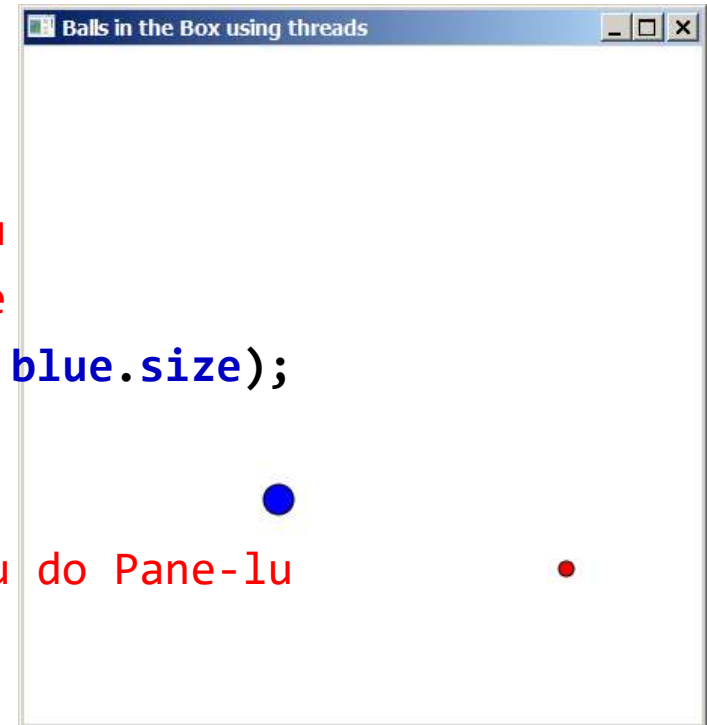 Balls in the Box using threads
blue.size);
do Pane-lu